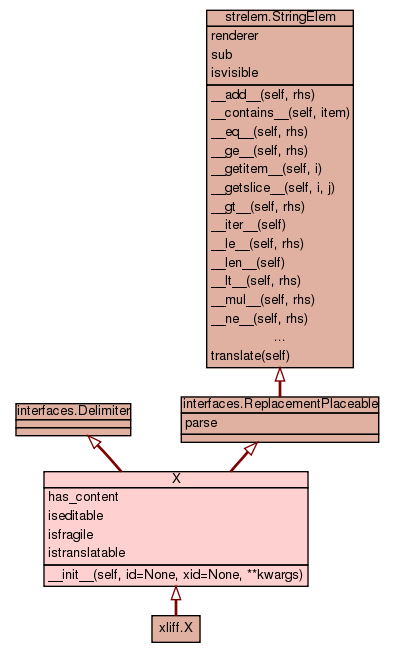 strelem.StringElem
renderer
sub
isvisible
__add__(self, rhs)
__contains__(self, item)
__eq__(self, rhs)
__ge__(self, rhs)
__getitem__(self, i)
__getslice__(self, i, j)
__gt__(self, rhs)
__iter__(self)
__le__(self, rhs)
__len__(self)
__lt__(self, rhs)
__mul__(self, rhs)
__ne__(self, rhs)
...
translate(self)
interfaces.Delimiter
interfaces.ReplacementPlaceable
parse
X
has_content
iseditable
isfragile
istranslatable
__init__(self, id=None, xid=None, **kwargs)
xliff.X